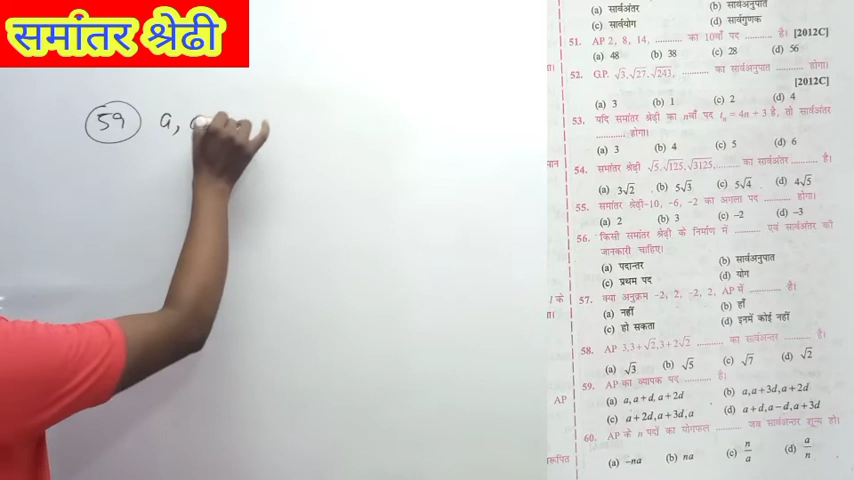 समांतर श्रेढी
59 a,
(a) सार्वअंतर (b) सार्वअनुपात
(c) सार्वयोग (d) सार्वगुणक
51. AP 2, 8, 14, ........... का 10वाँ पद .......... है। [2012C]
(a) 48 (b) 38 (c) 28 (d) 56
52. G.P. √3, √27, √243, ........... का सार्वअनुपात .......... होगा।
[2012C]
(a) 3 (b) 1 (c) 2 (d) 4
53. यदि समांतर श्रेढ़ी का nवाँ पद tₙ = 4n + 3 है, तो सार्वअंतर
........... होगा।
(a) 3 (b) 4 (c) 5 (d) 6
54. समांतर श्रेढ़ी √5, √125, √3125, ....... का सार्वअंतर .......... है।
(a) 3√2 (b) 5√3 (c) 5√4 (d) 4√5
55. समांतर श्रेढ़ी-10, -6, -2 का अगला पद .......... होगा।
(a) 2 (b) 3 (c) -2 (d) -3
56. किसी समांतर श्रेढ़ी के निर्माण में .......... एवं सार्वअंतर की
जानकारी चाहिए।
(a) पदान्तर (b) सार्वअनुपात
(c) प्रथम पद (d) योग
57. क्या अनुक्रम -2, 2, -2, 2, AP में ........... है।
(a) नहीं (b) हाँ
(c) हो सकता (d) इनमें कोई नहीं
58. AP 3, 3 + √2, 3 + 2√2 .......... का सार्वअन्तर .......... है।
(a) √3 (b) √5 (c) √7 (d) √2
59. AP का व्यापक पद ........... है।
(a) a, a + d, a + 2d (b) a, a + 3d, a + 2d
(c) a + 2d, a + 3d, a (d) a + d, a − d, a + 3d
60. AP के n पदों का योगफल .......... जब सार्वअन्तर शून्य हो।
(a) -na (b) na (c) n/a (d) a/n